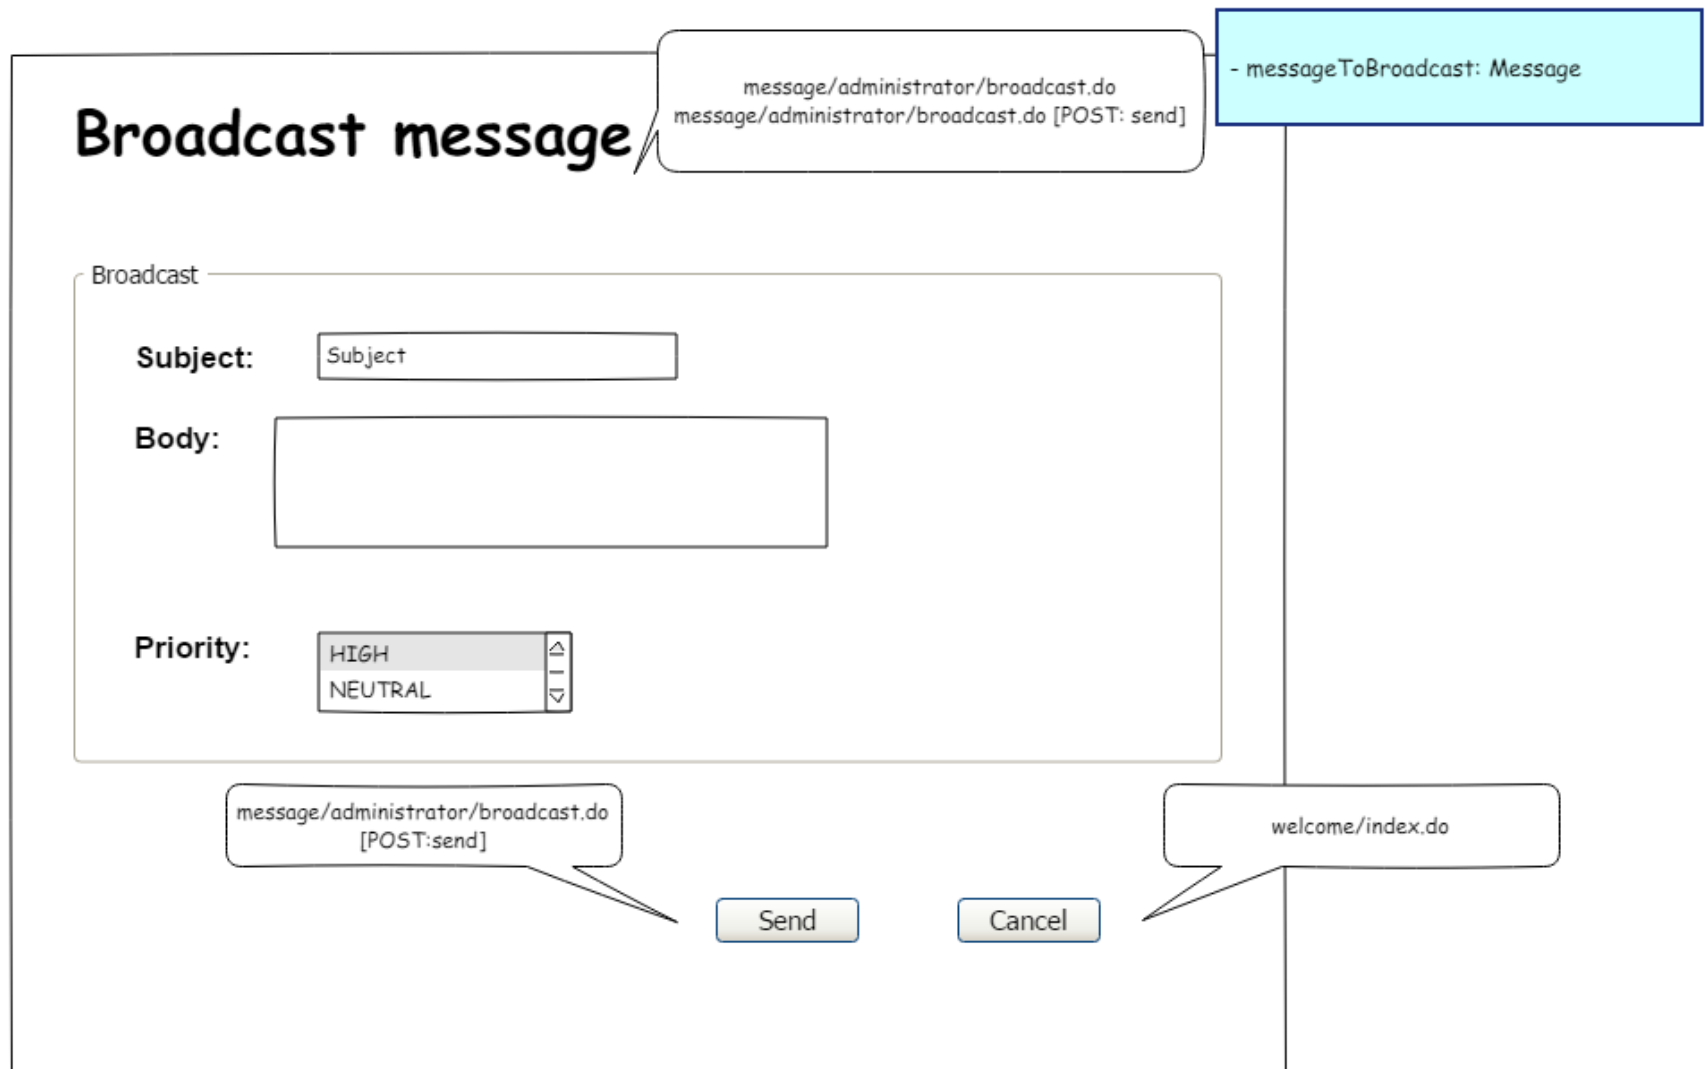 - messageToBroadcast: Message
message/administrator/broadcast.do
message/administrator/broadcast.do [POST: send]
Broadcast message
Broadcast
Subject:
Subject
Body:
Priority:
HIGH
NEUTRAL
message/administrator/broadcast.do
[POST:send]
welcome/index.do
Send
Cancel